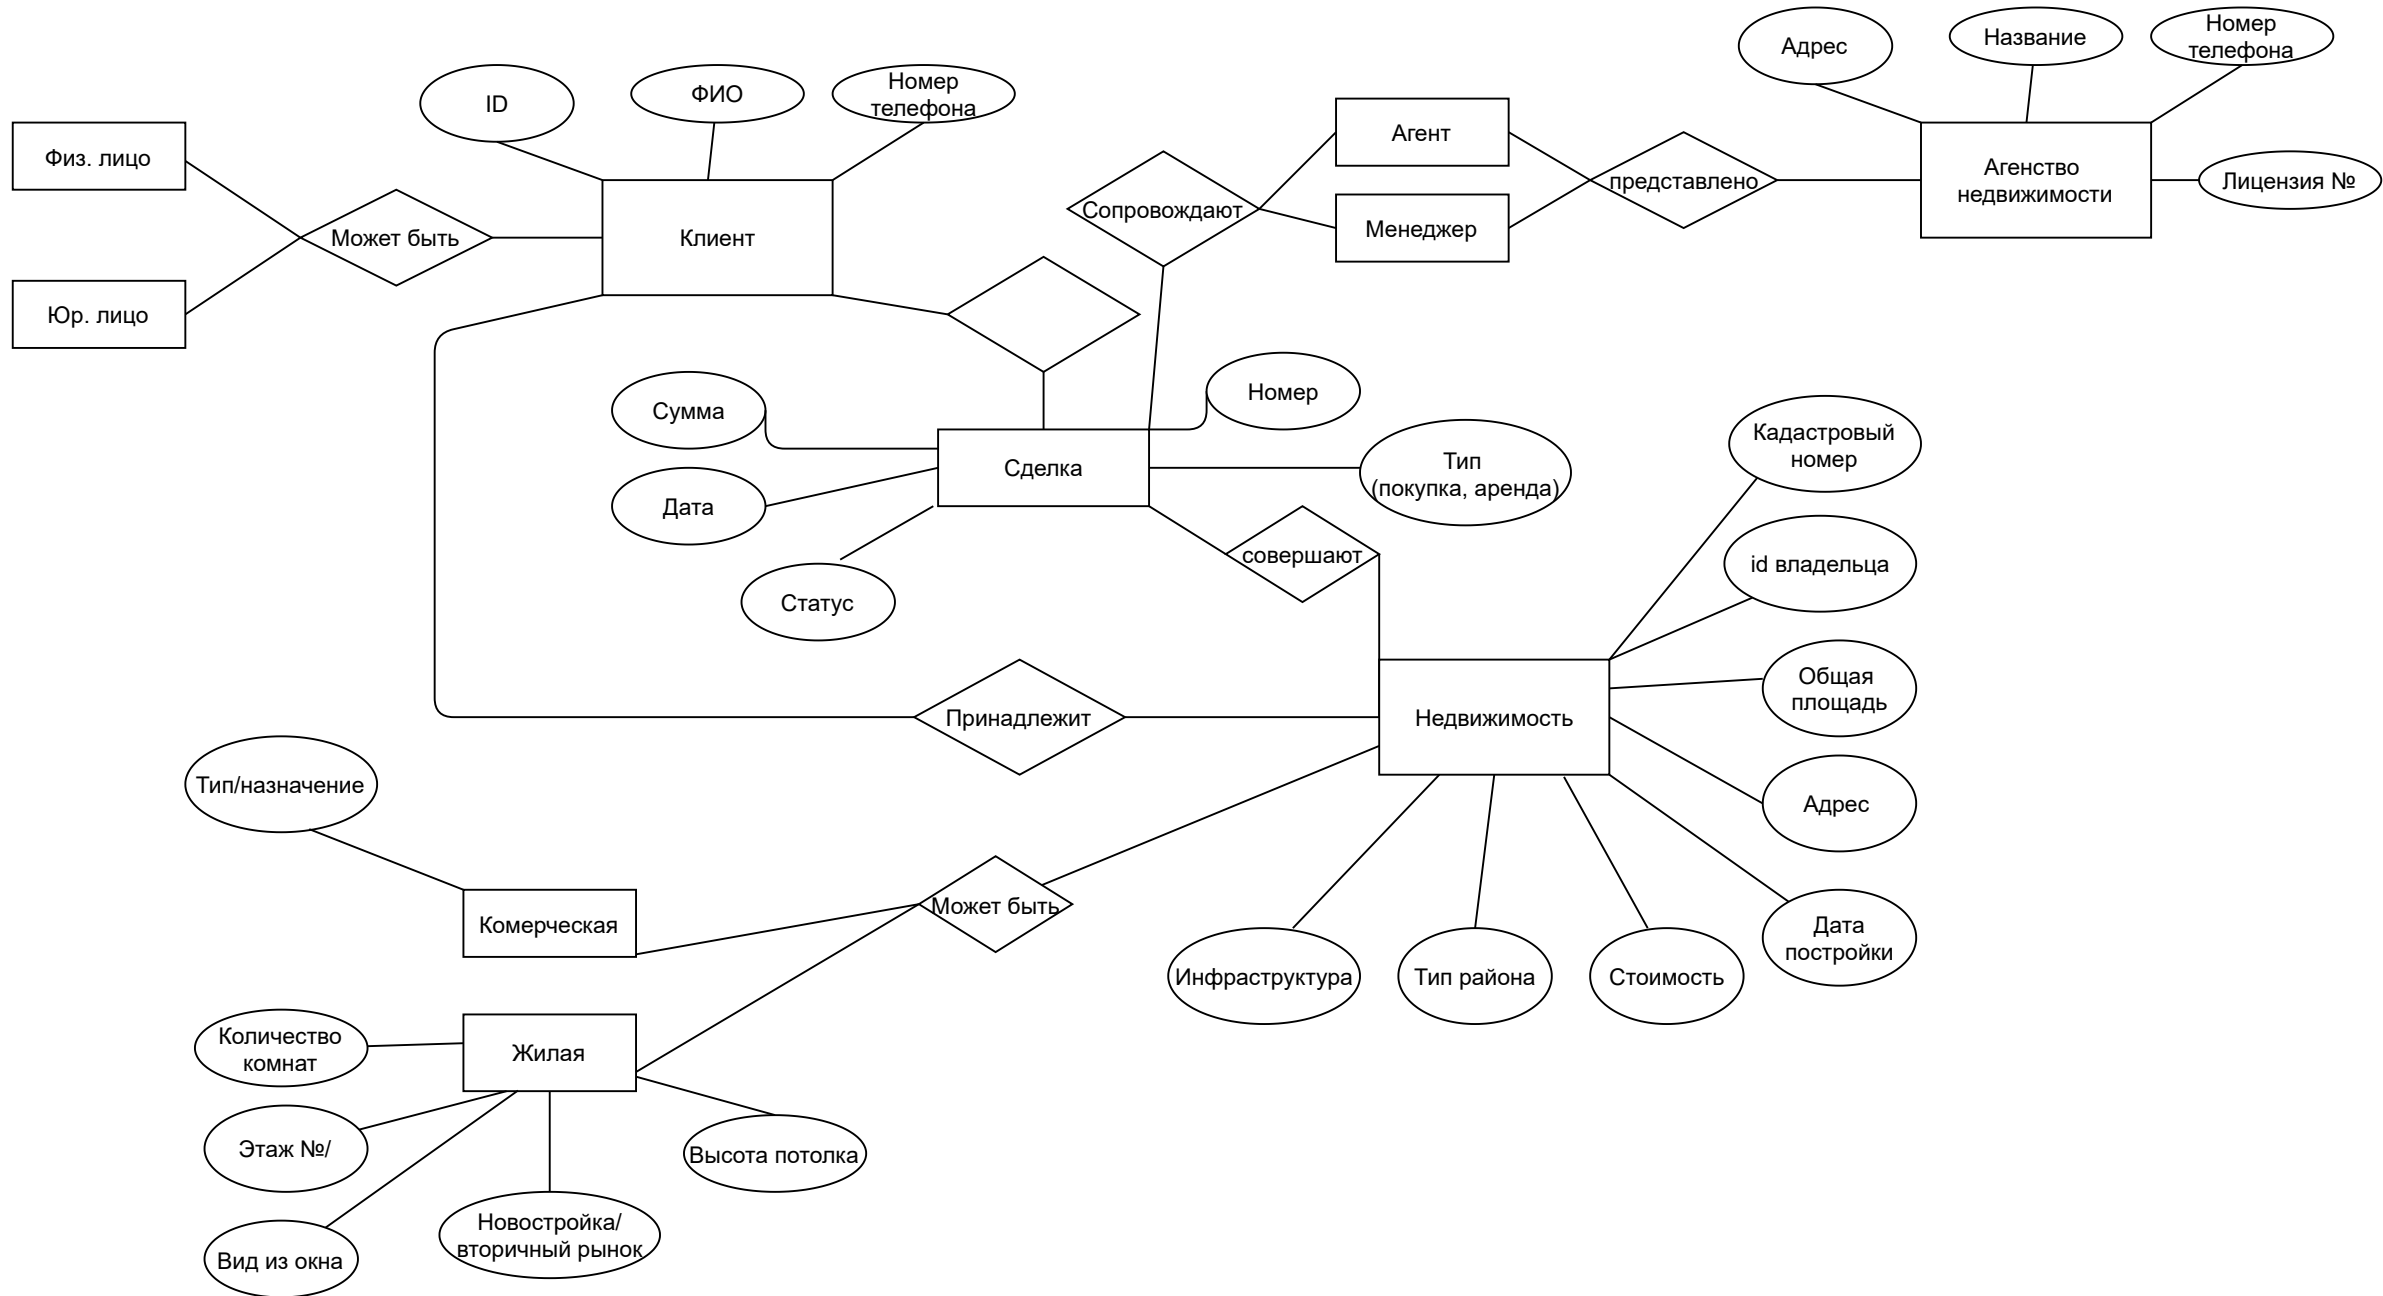 Адрес
Название
Номер
телефона
ID
ФИО
Номер
телефона
Физ. лицо
Агент
Агенство
недвижимости
Лицензия №
представлено
Сопровождают
Менеджер
Может быть
Клиент
Юр. лицо
Сумма
Номер
Сделка
Тип
(покупка, аренда)
Кадастровый
номер
Дата
совершают
id владельца
Статус
Общая
площадь
Принадлежит
Недвижимость
Тип/назначение
Адрес
Комерческая
Может быть
Дата
постройки
Инфраструктура
Тип района
Стоимость
Количество
комнат
Жилая
Этаж №/
Высота потолка
Новостройка/
вторичный рынок
Вид из окна